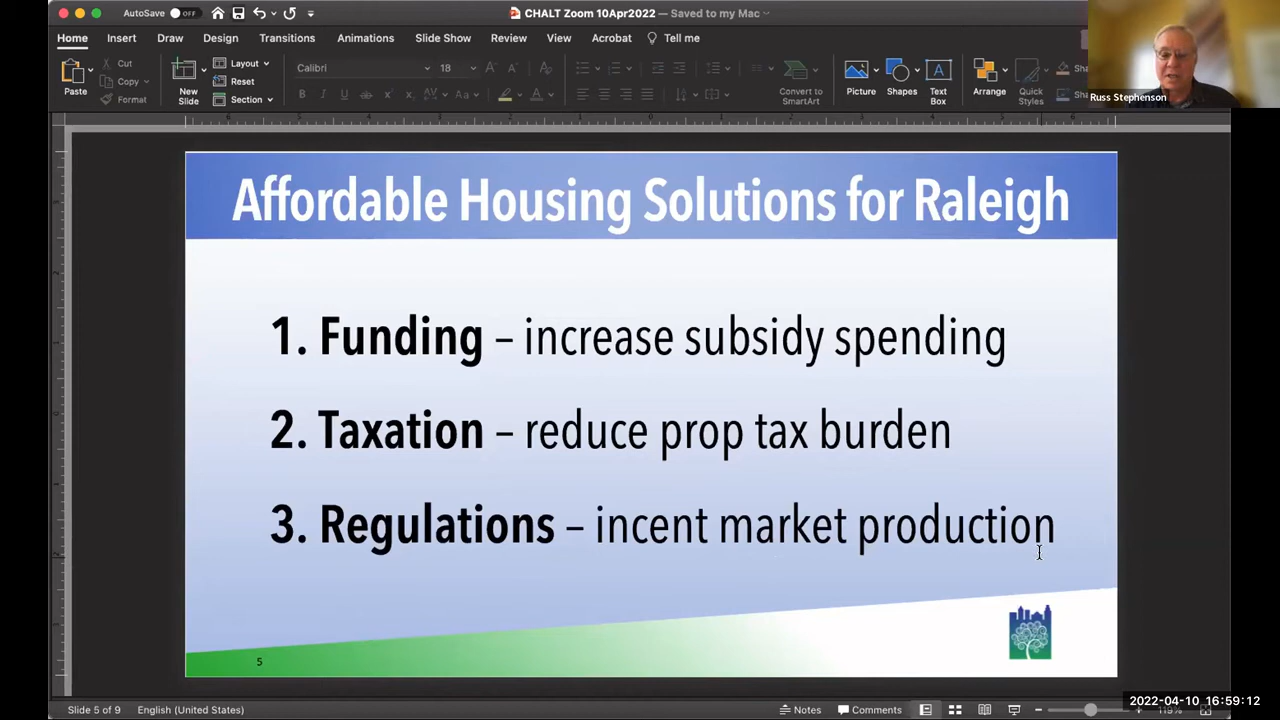 AutoSave OFF
CHALT Zoom 10Apr2022 — Saved to my Mac
Home Insert Draw Design Transitions Animations Slide Show Review View Acrobat Tell me
Paste
Cut
Copy
Format
New
Slide
Layout
Reset
Section
Calibri
18
Convert to
SmartArt
Picture
Shapes
Text
Box
Arrange
Quick
Styles
Sha
Sha
Russ Stephenson
Affordable Housing Solutions for Raleigh
1. Funding – increase subsidy spending
2. Taxation – reduce prop tax burden
3. Regulations – incent market production
5
Slide 5 of 9 English (United States) Notes Comments
2022-04-10 16:59:12